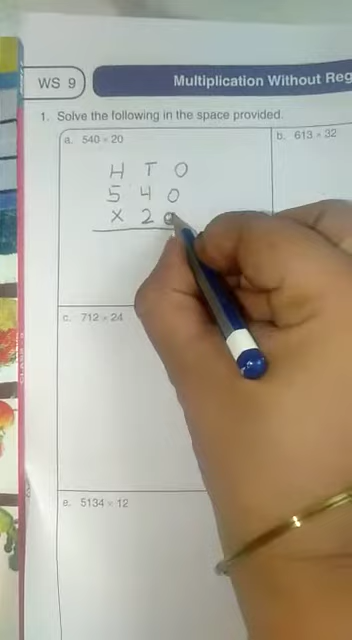 WS 9
Multiplication Without Reg
1. Solve the following in the space provided.
a. 540 × 20
b. 613 × 32
H T O
5 4 0
× 2 0
c. 712 × 24
e. 5134 × 12